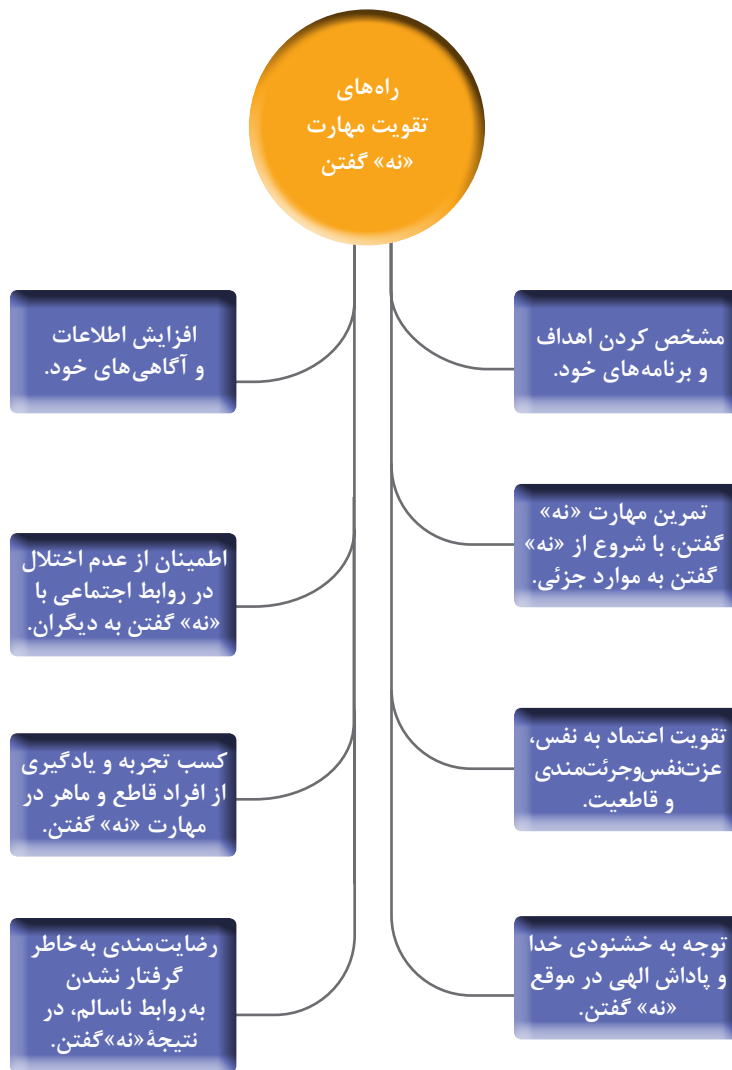 راه‌های
تقویت مهارت
«نه» گفتن
مشخص کردن اهداف
و برنامه‌های خود.
افزایش اطلاعات
و آگاهی‌های خود.
تمرین مهارت «نه»
گفتن، با شروع از «نه»
گفتن به موارد جزئی.
اطمینان از عدم اختلال
در روابط اجتماعی با
«نه» گفتن به دیگران.
تقویت اعتماد به نفس،
عزت‌نفس‌وجرئت‌مندی
و قاطعیت.
کسب تجربه و یادگیری
از افراد قاطع و ماهر در
مهارت «نه» گفتن.
توجه به خشنودی خدا
و پاداش الهی در موقع
«نه» گفتن.
رضایت‌مندی به‌خاطر
گرفتار نشدن
به‌روابط ناسالم، در
نتیجۀ «نه»گفتن.